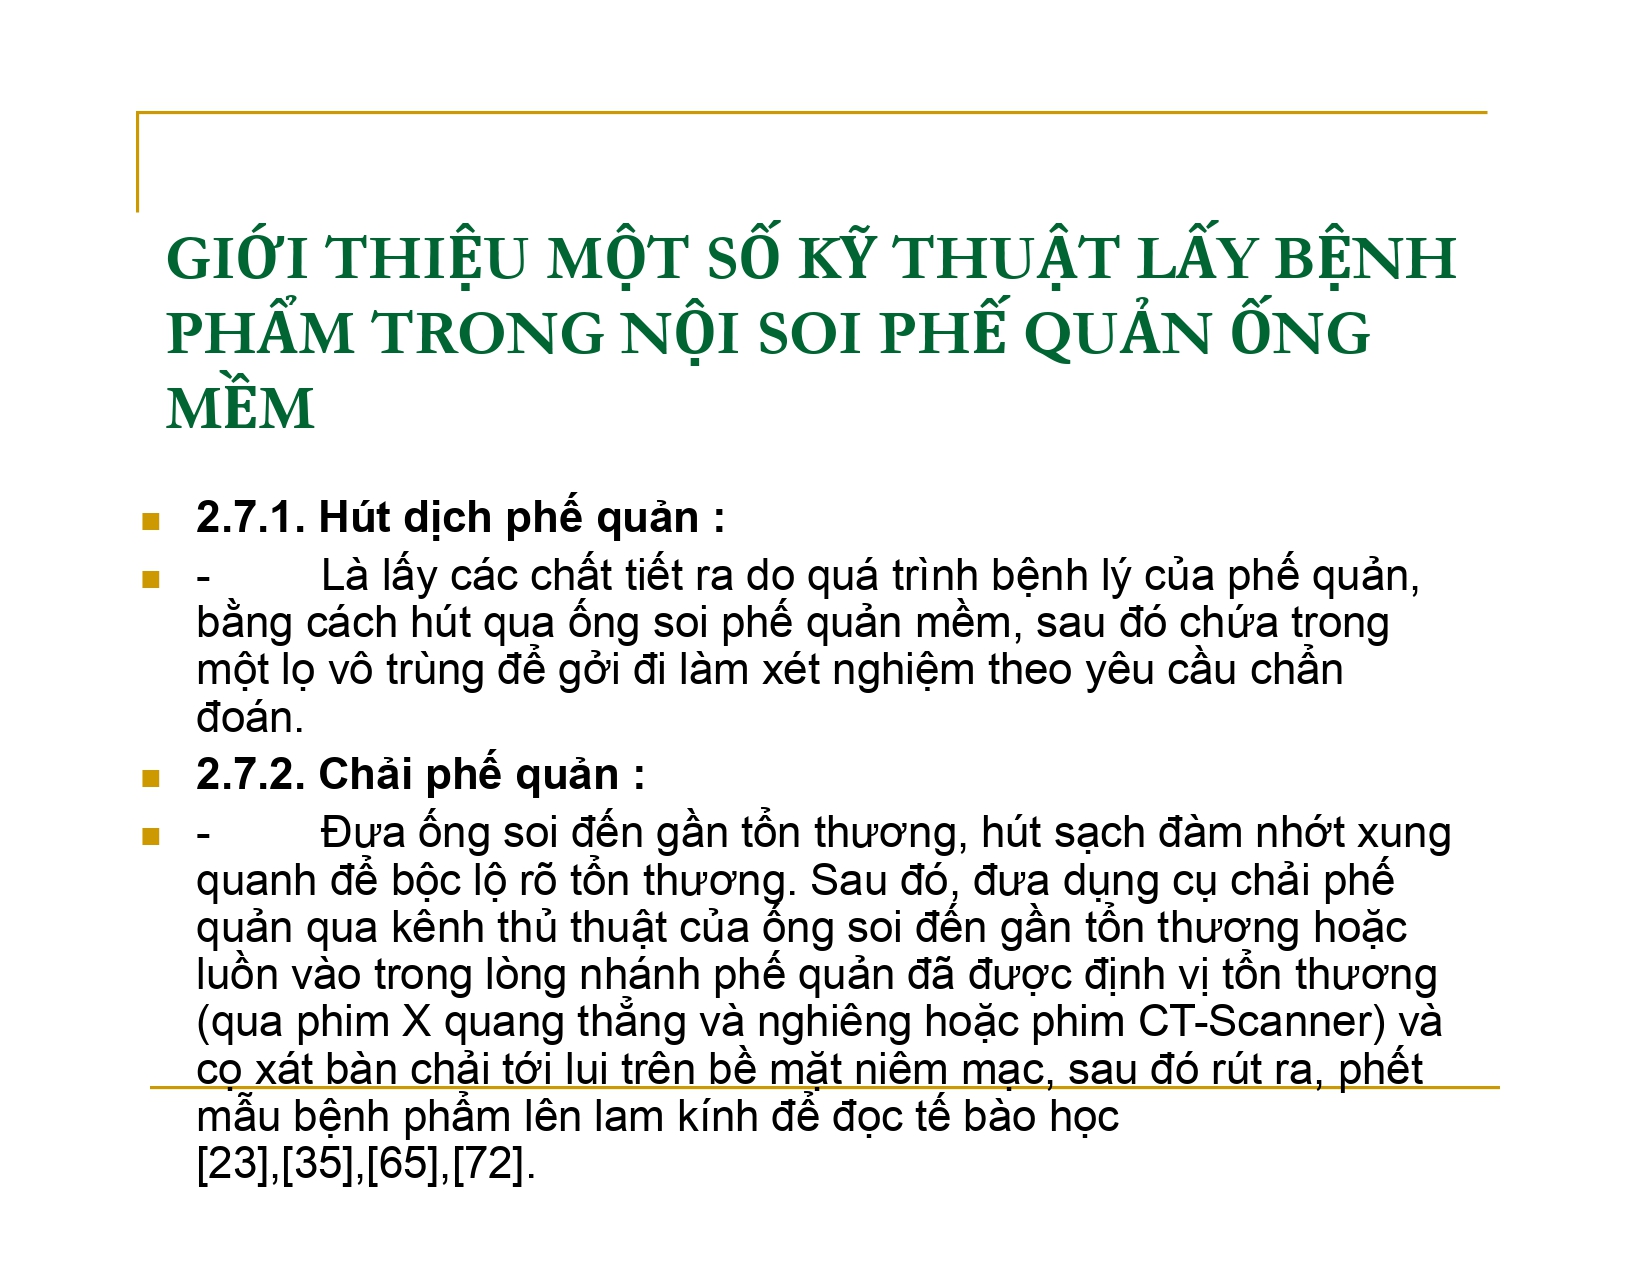 GIỚI THIỆU MỘT SỐ KỸ THUẬT LẤY BỆNH
PHẨM TRONG NỘI SOI PHẾ QUẢN ỐNG
MỀM
2.7.1. Hút dịch phế quản :
- Là lấy các chất tiết ra do quá trình bệnh lý của phế quản,
bằng cách hút qua ống soi phế quản mềm, sau đó chứa trong
một lọ vô trùng để gởi đi làm xét nghiệm theo yêu cầu chẩn
đoán.
2.7.2. Chải phế quản :
- Đưa ống soi đến gần tổn thương, hút sạch đàm nhớt xung
quanh để bộc lộ rõ tổn thương. Sau đó, đưa dụng cụ chải phế
quản qua kênh thủ thuật của ống soi đến gần tổn thương hoặc
luồn vào trong lòng nhánh phế quản đã được định vị tổn thương
(qua phim X quang thẳng và nghiêng hoặc phim CT-Scanner) và
cọ xát bàn chải tới lui trên bề mặt niêm mạc, sau đó rút ra, phết
mẫu bệnh phẩm lên lam kính để đọc tế bào học
[23],[35],[65],[72].